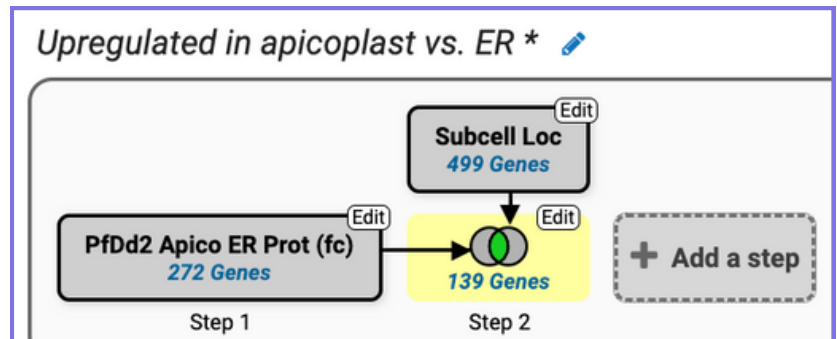 Upregulated in apicoplast vs. ER *
Edit
Subcell Loc
499 Genes
Edit
PfDd2 Apico ER Prot (fc)
272 Genes
Edit
139 Genes
+ Add a step
Step 1
Step 2